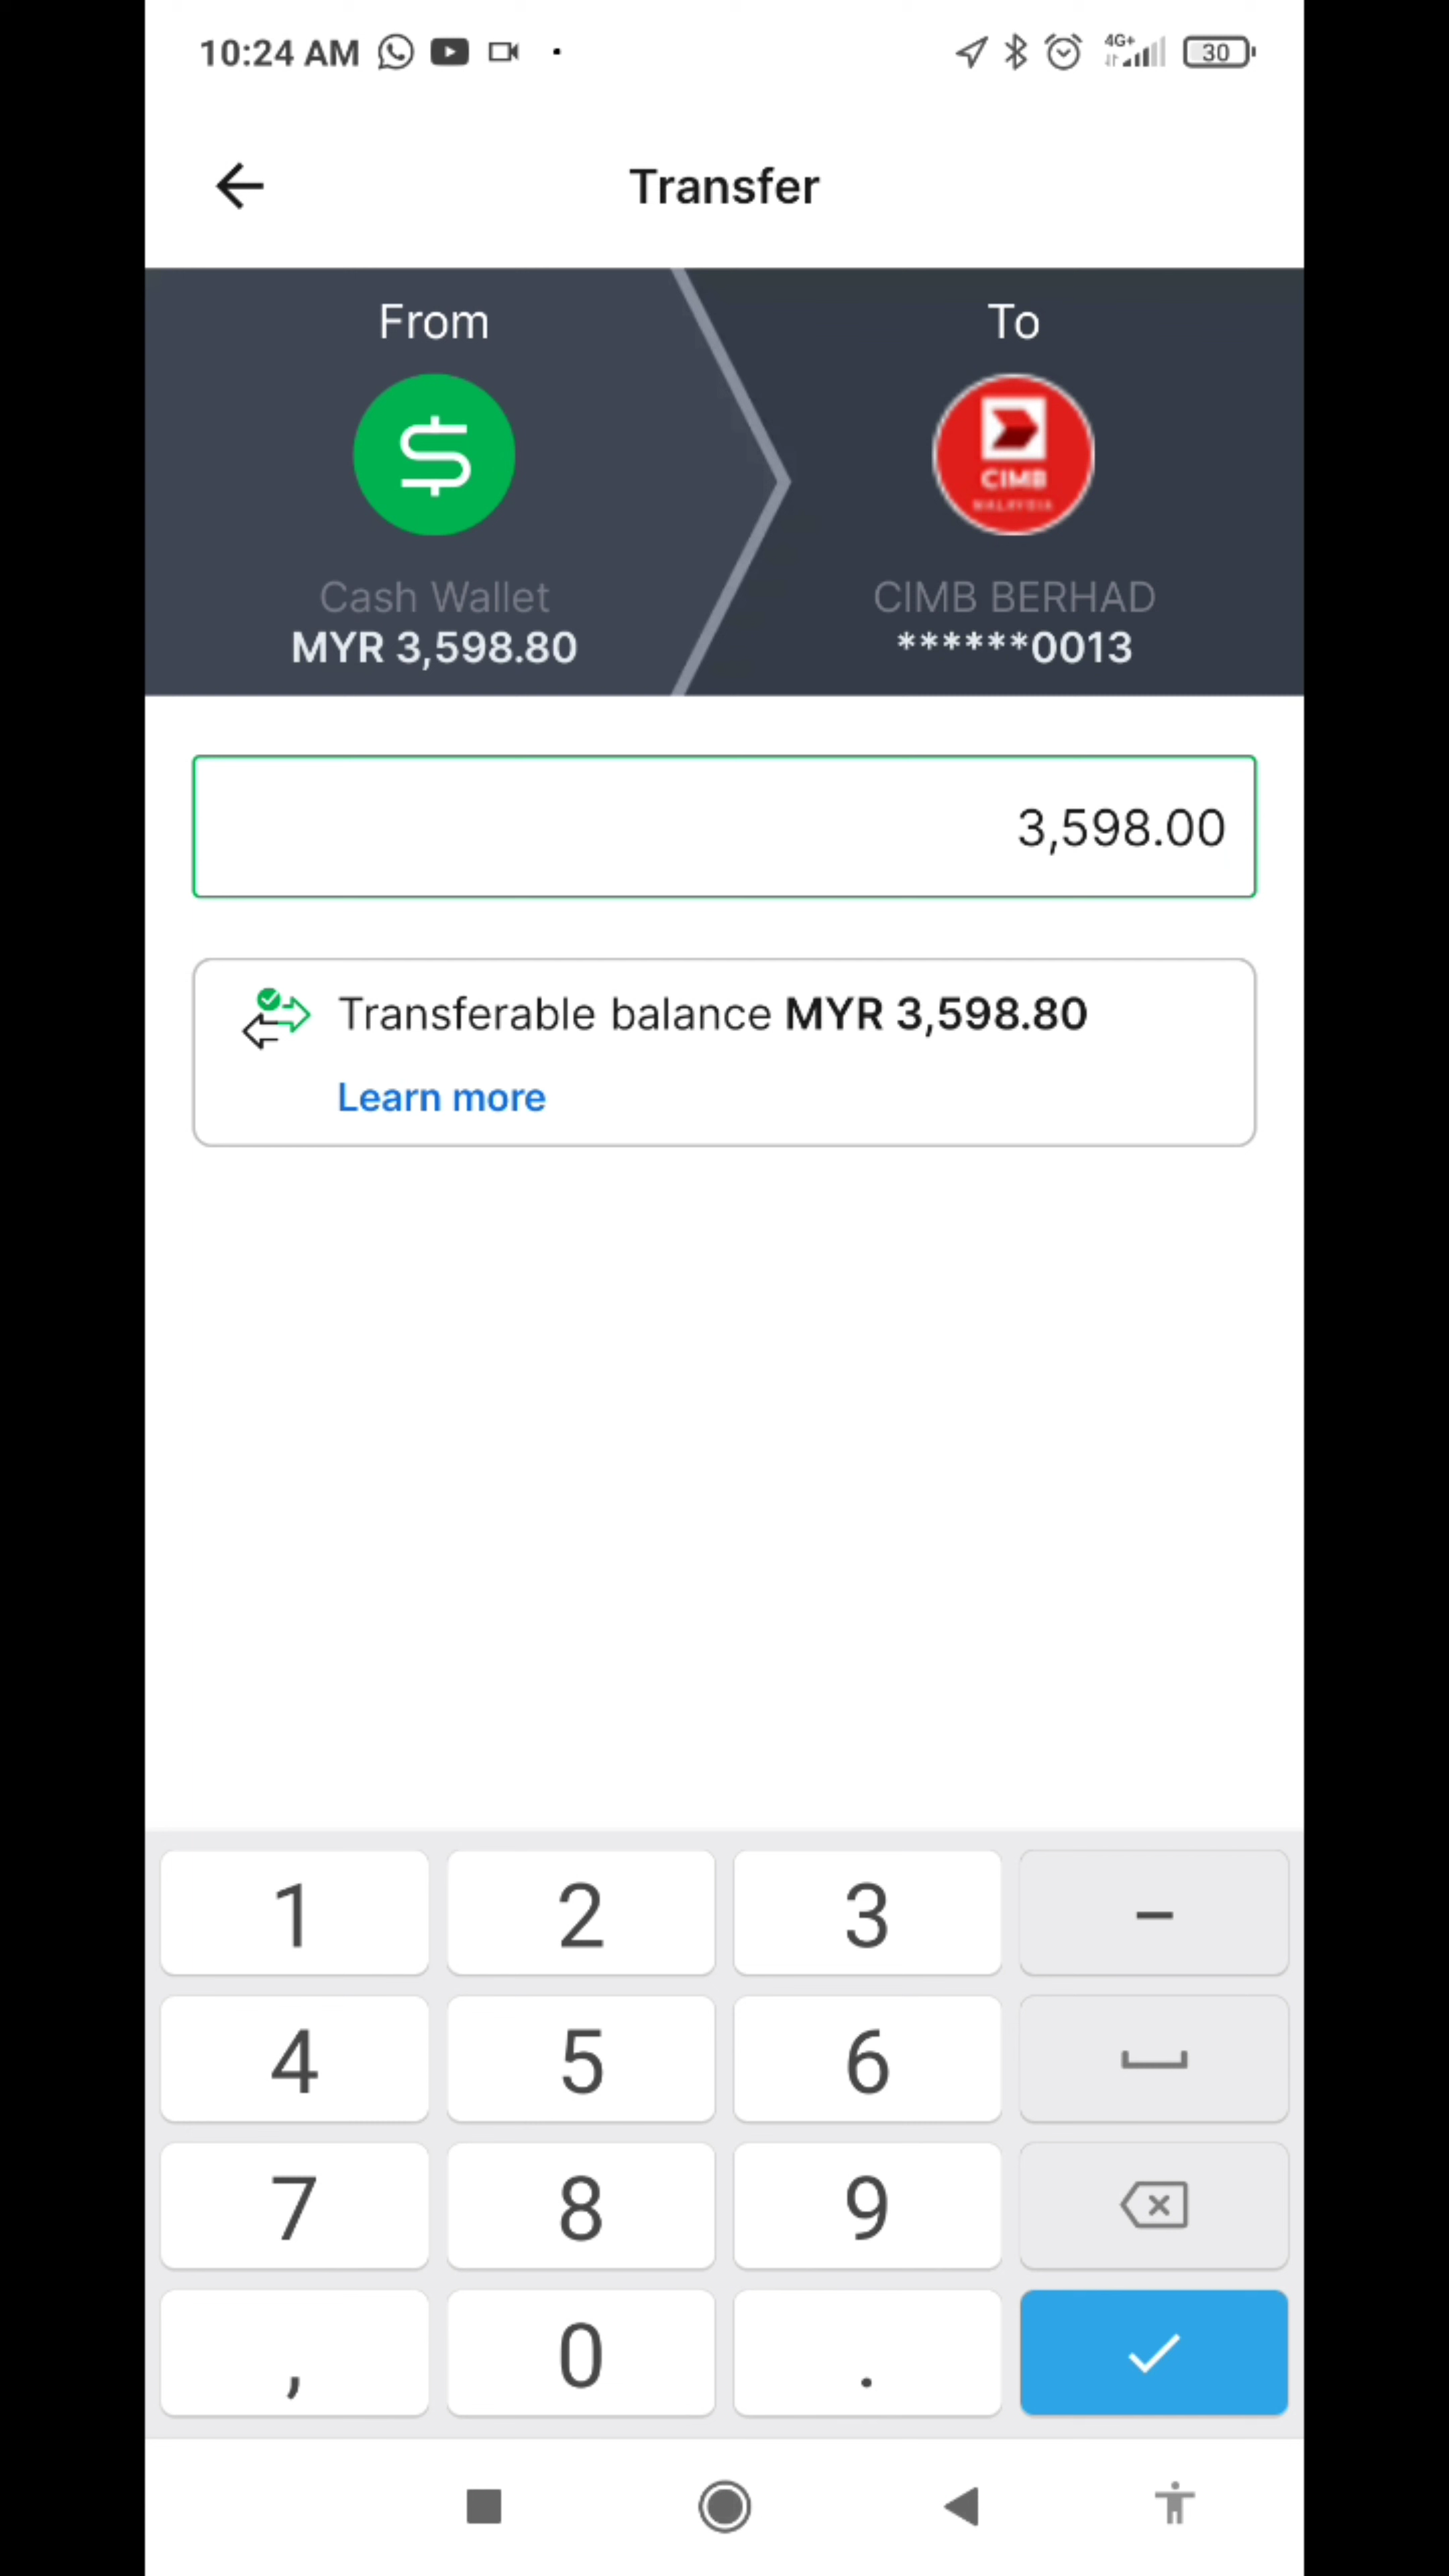 10:24 AM
4G+
30
Transfer
From
To
CIMB
MALAYSIA
Cash Wallet
MYR 3,598.80
CIMB BERHAD
******0013
3,598.00
Transferable balance MYR 3,598.80
Learn more
1 2 3 –
4 5 6
7 8 9
, 0 .